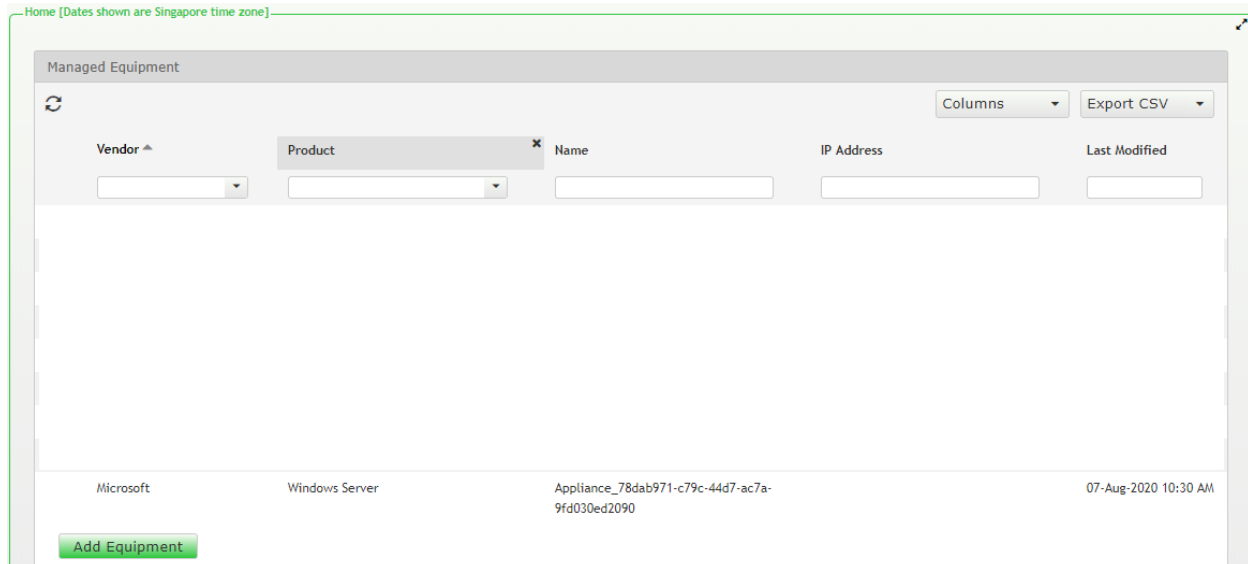 Home [Dates shown are Singapore time zone]
Managed Equipment
Columns
Export CSV
Vendor
Product
Name
IP Address
Last Modified
Microsoft
Windows Server
Appliance_78dab971-c79c-44d7-ac7a-
9fd030ed2090
07-Aug-2020 10:30 AM
Add Equipment